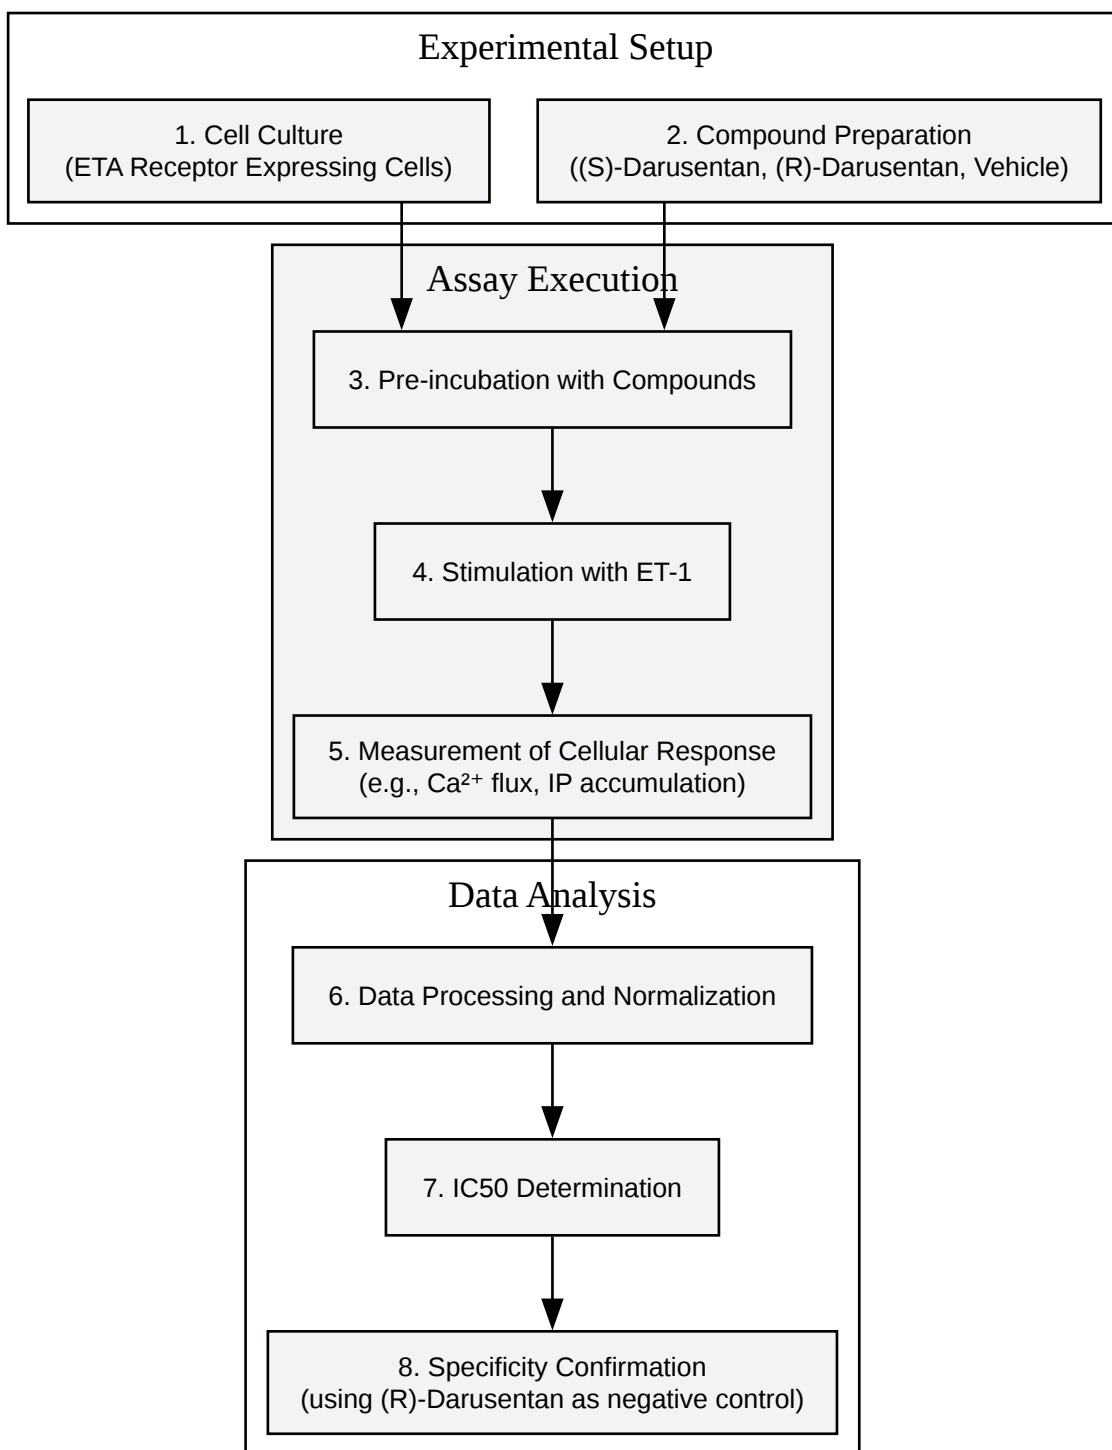 Experimental Setup
1. Cell Culture
(ETA Receptor Expressing Cells)
2. Compound Preparation
((S)-Darusentan, (R)-Darusentan, Vehicle)
Assay Execution
3. Pre-incubation with Compounds
4. Stimulation with ET-1
5. Measurement of Cellular Response
(e.g., Ca²⁺ flux, IP accumulation)
Data Analysis
6. Data Processing and Normalization
7. IC50 Determination
8. Specificity Confirmation
(using (R)-Darusentan as negative control)